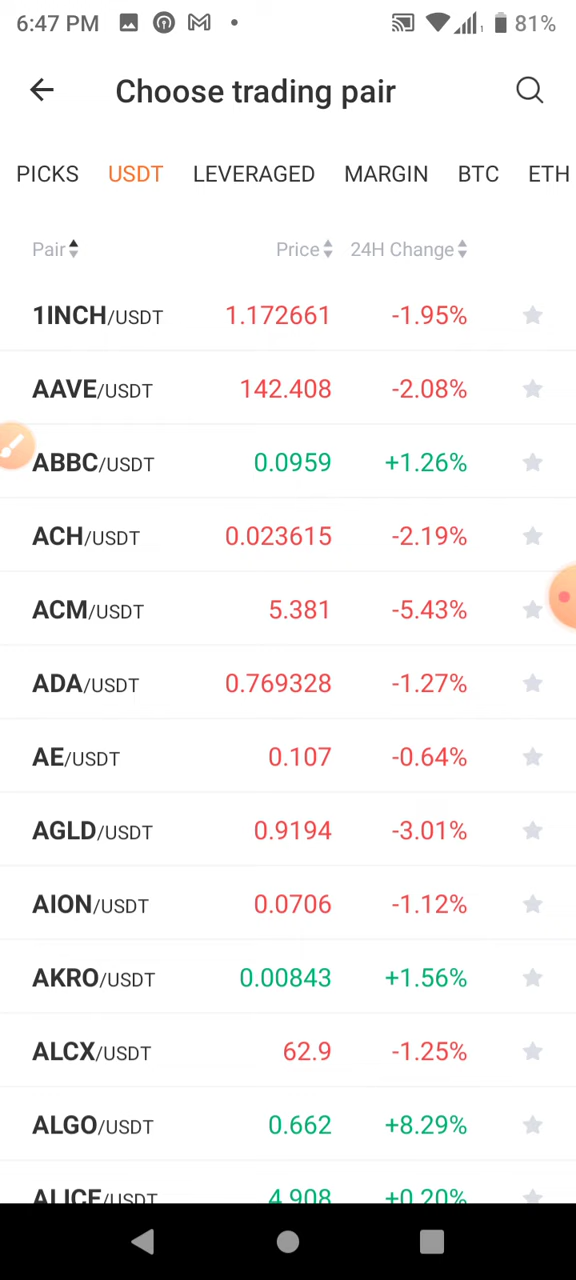 6:47 PM 81%
Choose trading pair
PICKS USDT LEVERAGED MARGIN BTC ETH
Pair Price 24H Change
1INCH/USDT 1.172661 -1.95%
AAVE/USDT 142.408 -2.08%
ABBC/USDT 0.0959 +1.26%
ACH/USDT 0.023615 -2.19%
ACM/USDT 5.381 -5.43%
ADA/USDT 0.769328 -1.27%
AE/USDT 0.107 -0.64%
AGLD/USDT 0.9194 -3.01%
AION/USDT 0.0706 -1.12%
AKRO/USDT 0.00843 +1.56%
ALCX/USDT 62.9 -1.25%
ALGO/USDT 0.662 +8.29%
ALICE/USDT 4.908 +0.20%